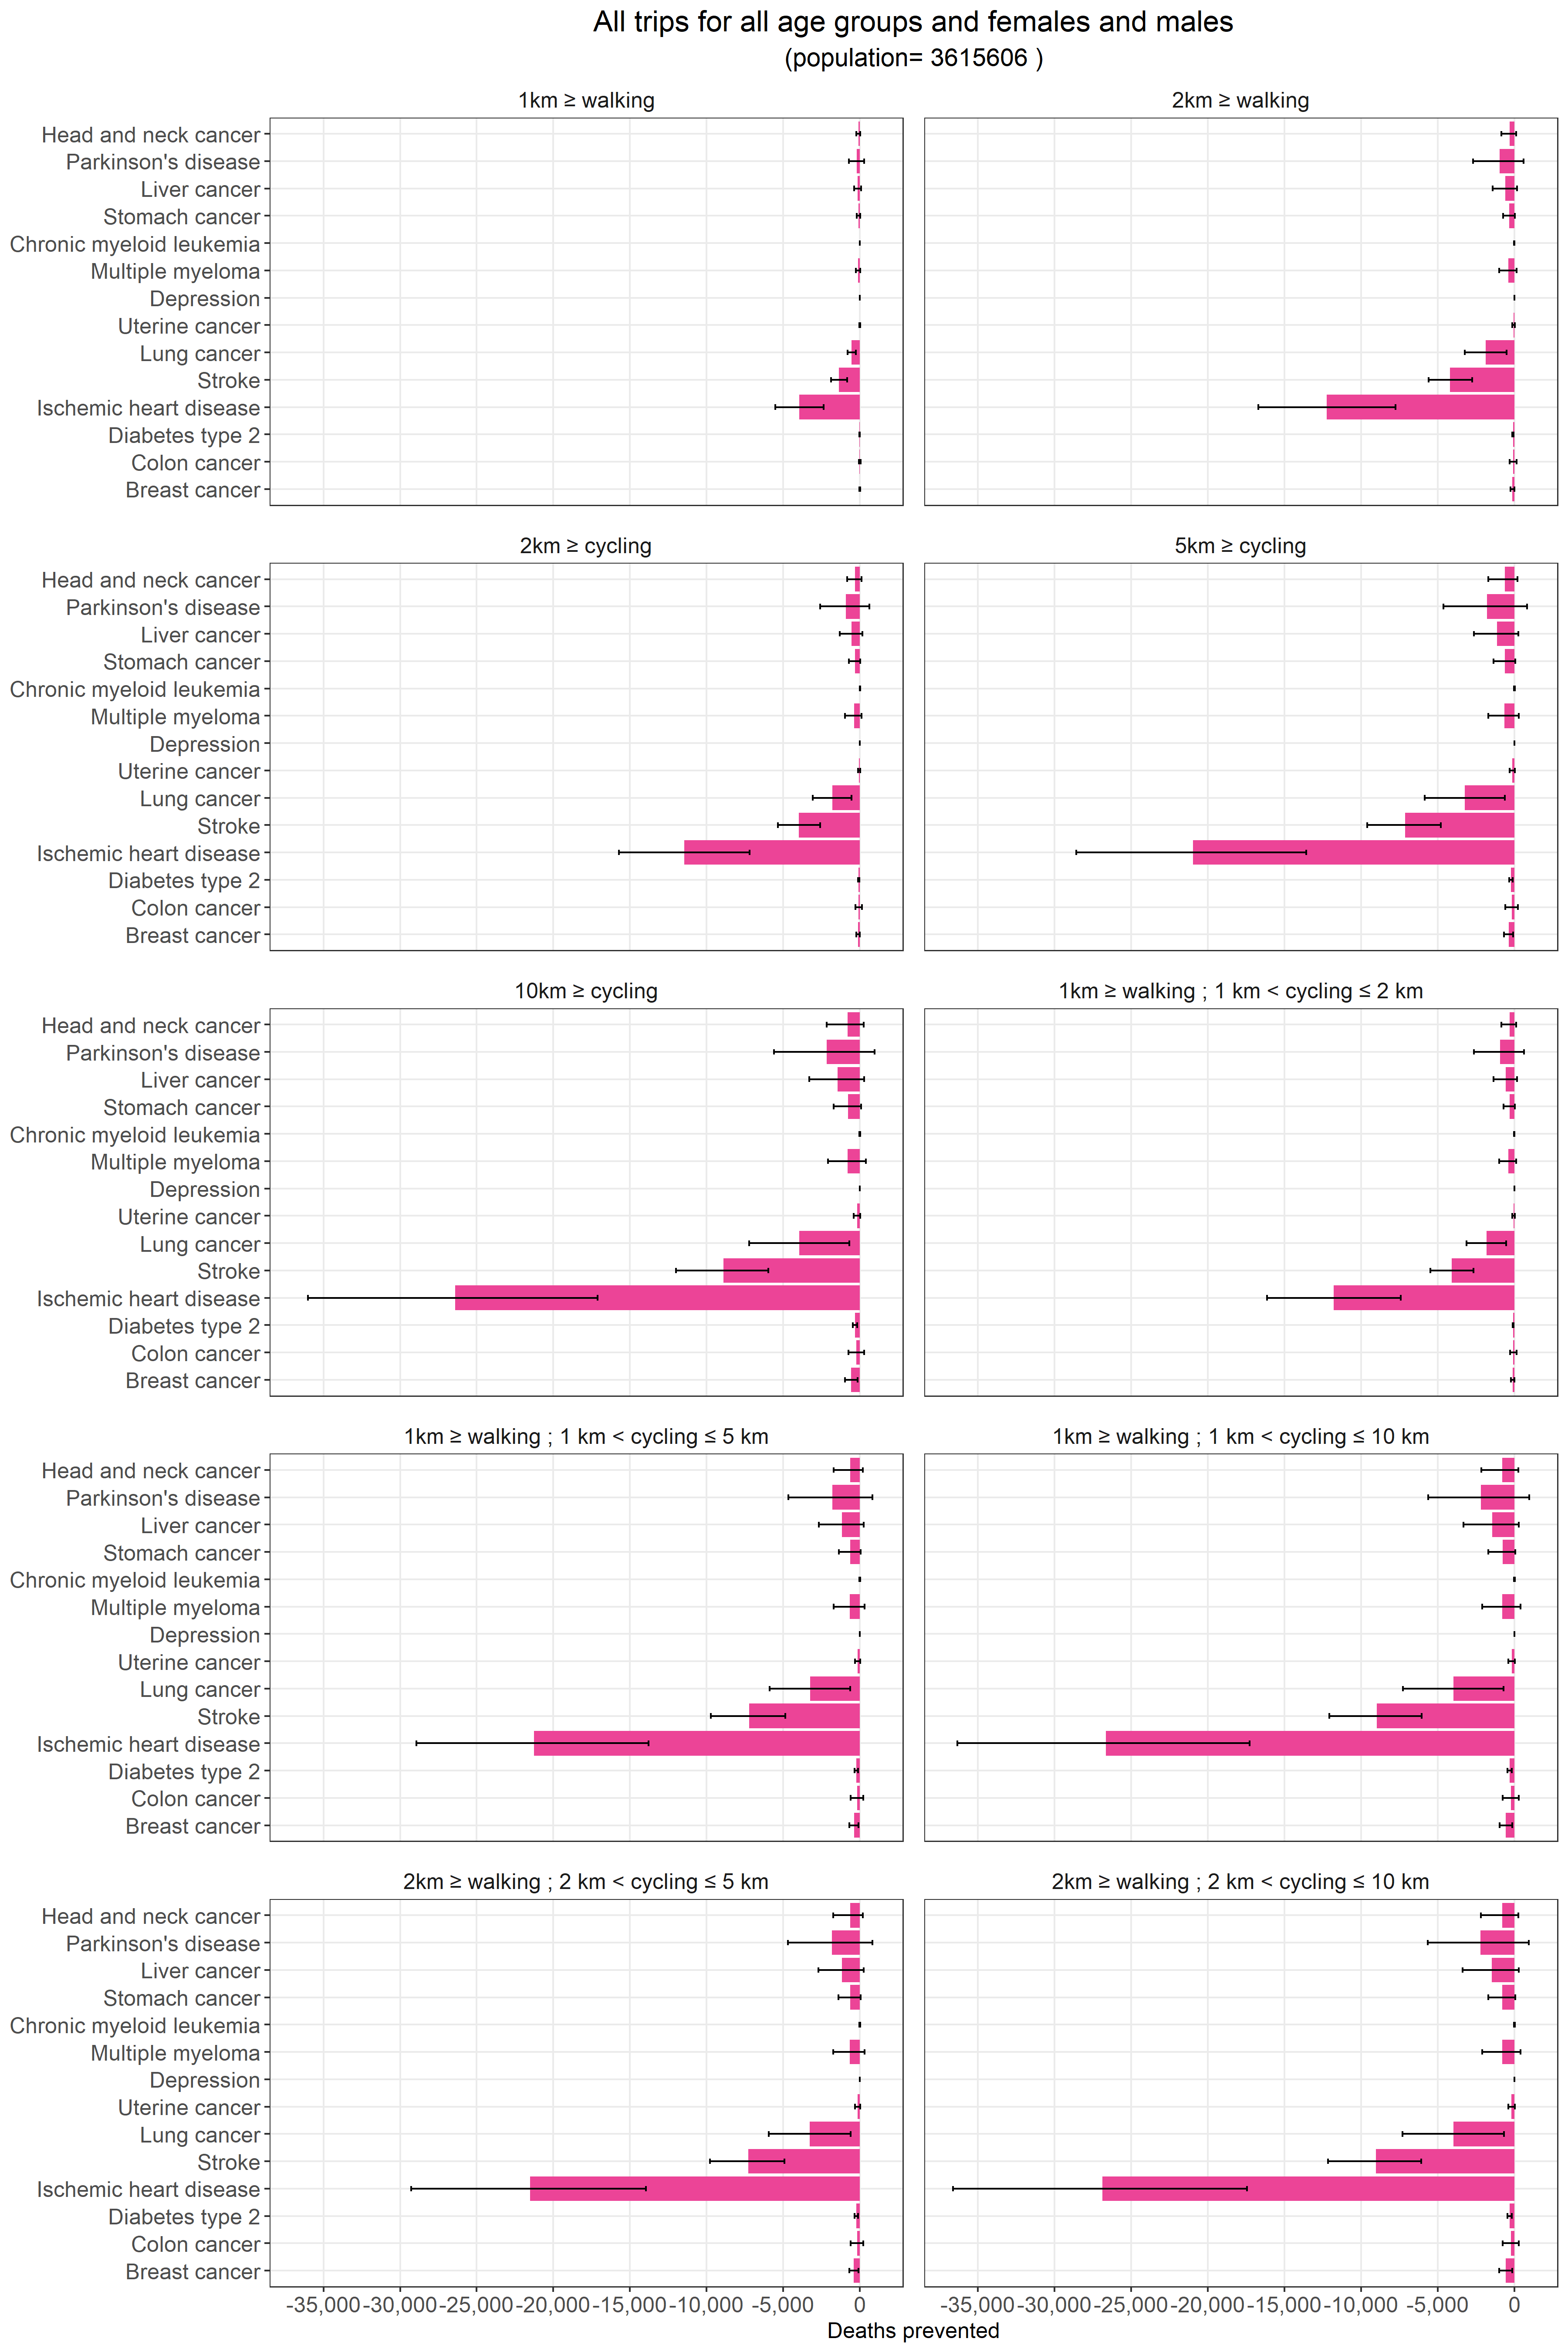 All trips for all age groups and females and males
(population= 3615606 )
1km ≥ walking
2km ≥ walking
Head and neck cancer
Parkinson's disease
Liver cancer
Stomach cancer
Chronic myeloid leukemia
Multiple myeloma
Depression
Uterine cancer
Lung cancer
Stroke
Ischemic heart disease
Diabetes type 2
Colon cancer
Breast cancer
2km ≥ cycling
5km ≥ cycling
Head and neck cancer
Parkinson's disease
Liver cancer
Stomach cancer
Chronic myeloid leukemia
Multiple myeloma
Depression
Uterine cancer
Lung cancer
Stroke
Ischemic heart disease
Diabetes type 2
Colon cancer
Breast cancer
10km ≥ cycling
1km ≥ walking ; 1 km < cycling ≤ 2 km
Head and neck cancer
Parkinson's disease
Liver cancer
Stomach cancer
Chronic myeloid leukemia
Multiple myeloma
Depression
Uterine cancer
Lung cancer
Stroke
Ischemic heart disease
Diabetes type 2
Colon cancer
Breast cancer
1km ≥ walking ; 1 km < cycling ≤ 5 km
1km ≥ walking ; 1 km < cycling ≤ 10 km
Head and neck cancer
Parkinson's disease
Liver cancer
Stomach cancer
Chronic myeloid leukemia
Multiple myeloma
Depression
Uterine cancer
Lung cancer
Stroke
Ischemic heart disease
Diabetes type 2
Colon cancer
Breast cancer
2km ≥ walking ; 2 km < cycling ≤ 5 km
2km ≥ walking ; 2 km < cycling ≤ 10 km
Head and neck cancer
Parkinson's disease
Liver cancer
Stomach cancer
Chronic myeloid leukemia
Multiple myeloma
Depression
Uterine cancer
Lung cancer
Stroke
Ischemic heart disease
Diabetes type 2
Colon cancer
Breast cancer
-35,000 -30,000 -25,000 -20,000 -15,000 -10,000 -5,000 0
-35,000 -30,000 -25,000 -20,000 -15,000 -10,000 -5,000 0
Deaths prevented